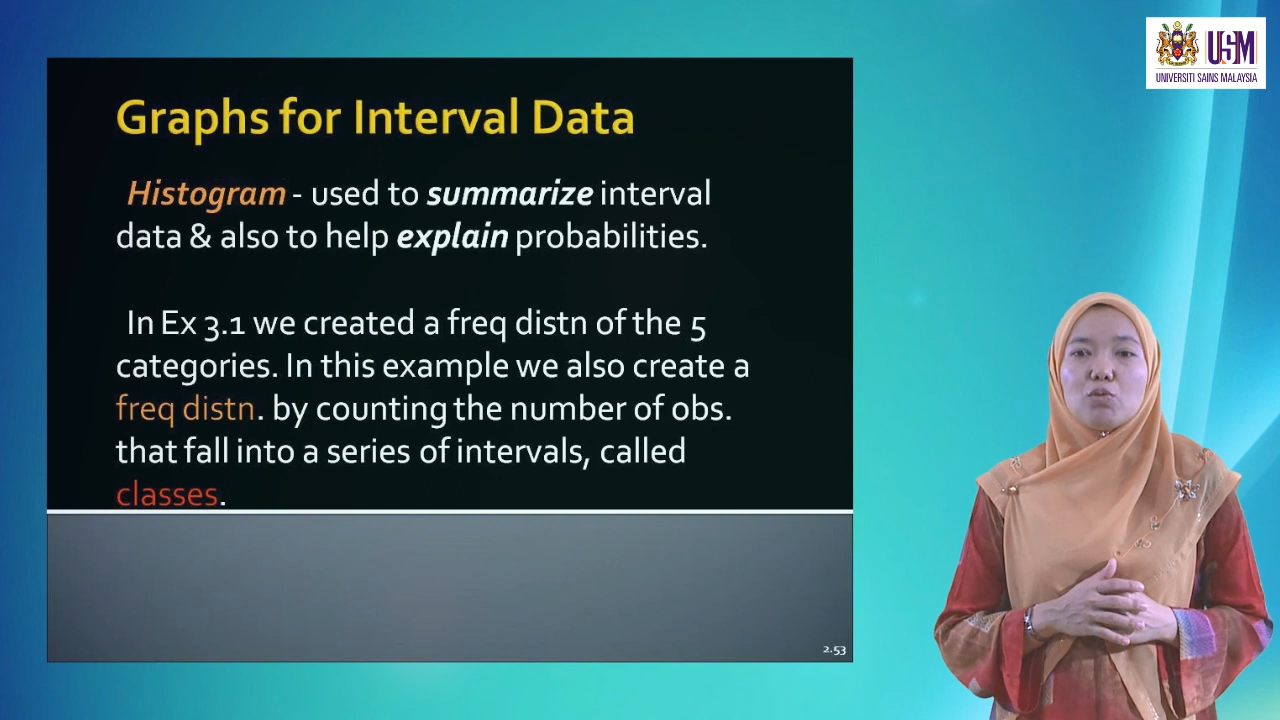 USM
UNIVERSITI SAINS MALAYSIA
Graphs for Interval Data
Histogram - used to summarize interval
data & also to help explain probabilities.
In Ex 3.1 we created a freq distn of the 5
categories. In this example we also create a
freq distn. by counting the number of obs.
that fall into a series of intervals, called
classes.
2.53